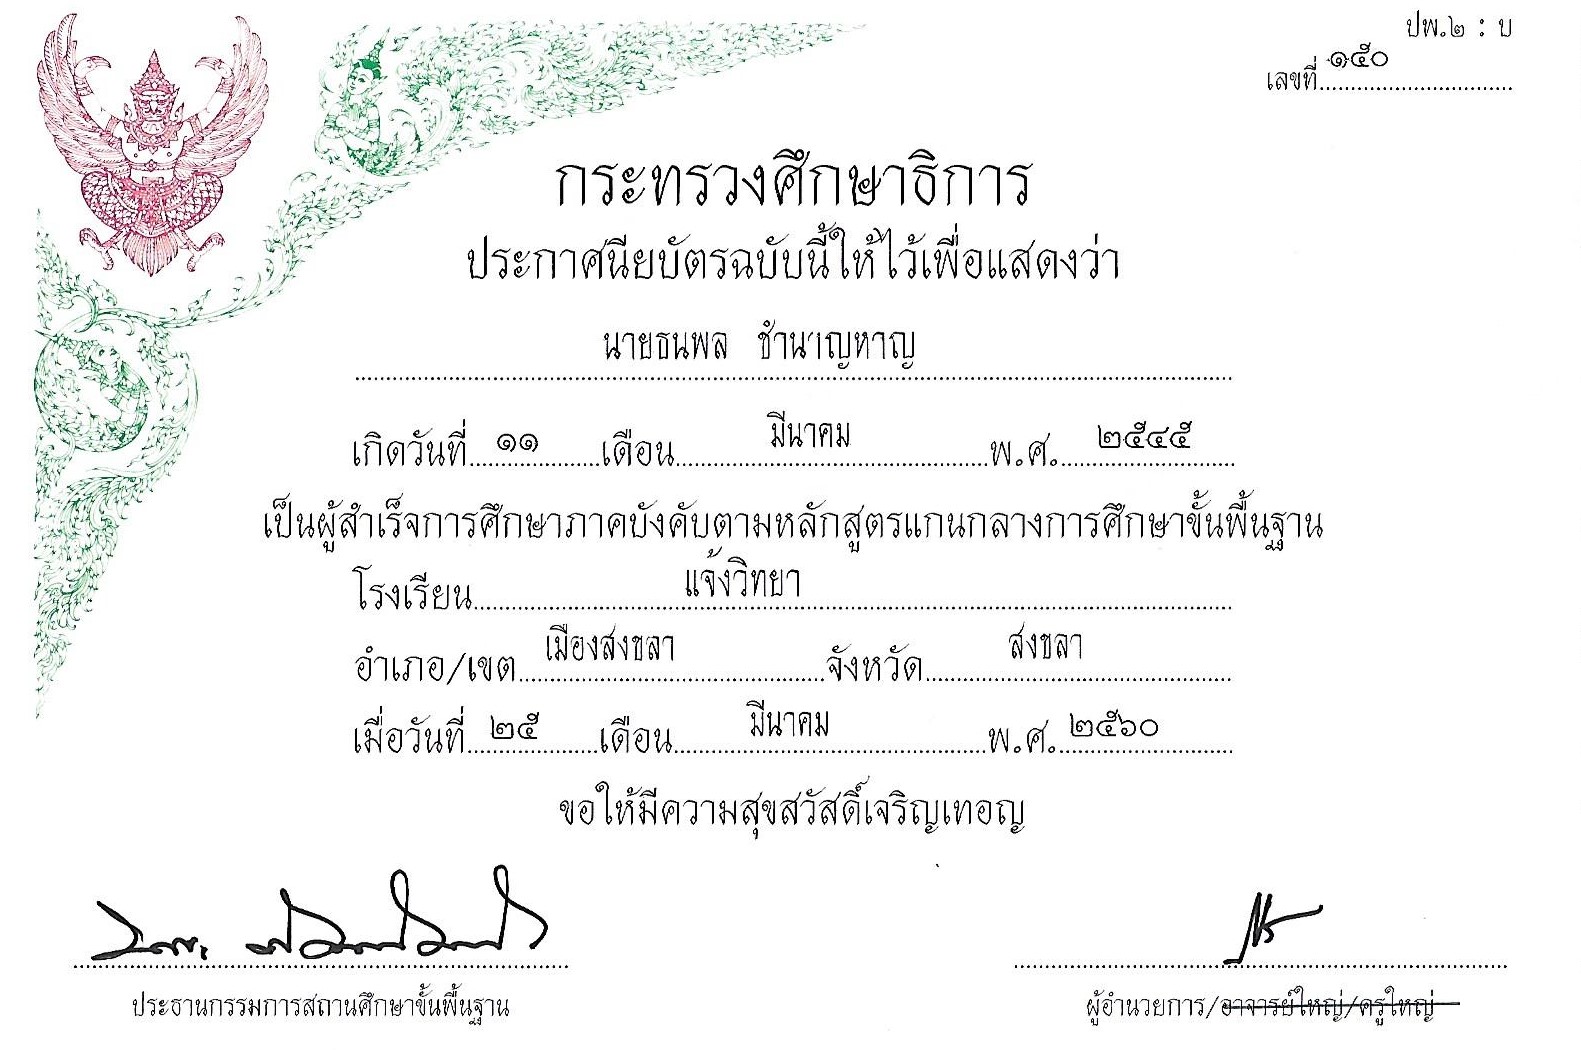 ปพ.๒ : บ
เลขที่ ๑๕๐
กระทรวงศึกษาธิการ
ประกาศนียบัตรฉบับนี้ให้ไว้เพื่อแสดงว่า
นายธนพล ชำนาญหาญ
เกิดวันที่ ๑๑ เดือน มีนาคม พ.ศ. ๒๕๔๕
เป็นผู้สำเร็จการศึกษาภาคบังคับตามหลักสูตรแกนกลางการศึกษาขั้นพื้นฐาน
โรงเรียน แจ้งวิทยา
อำเภอ/เขต เมืองสงขลา จังหวัด สงขลา
เมื่อวันที่ ๒๕ เดือน มีนาคม พ.ศ. ๒๕๖๐
ขอให้มีความสุขสวัสดิ์เจริญเทอญ
ประธานกรรมการสถานศึกษาขั้นพื้นฐาน
ผู้อำนวยการ/อาจารย์ใหญ่/ครูใหญ่